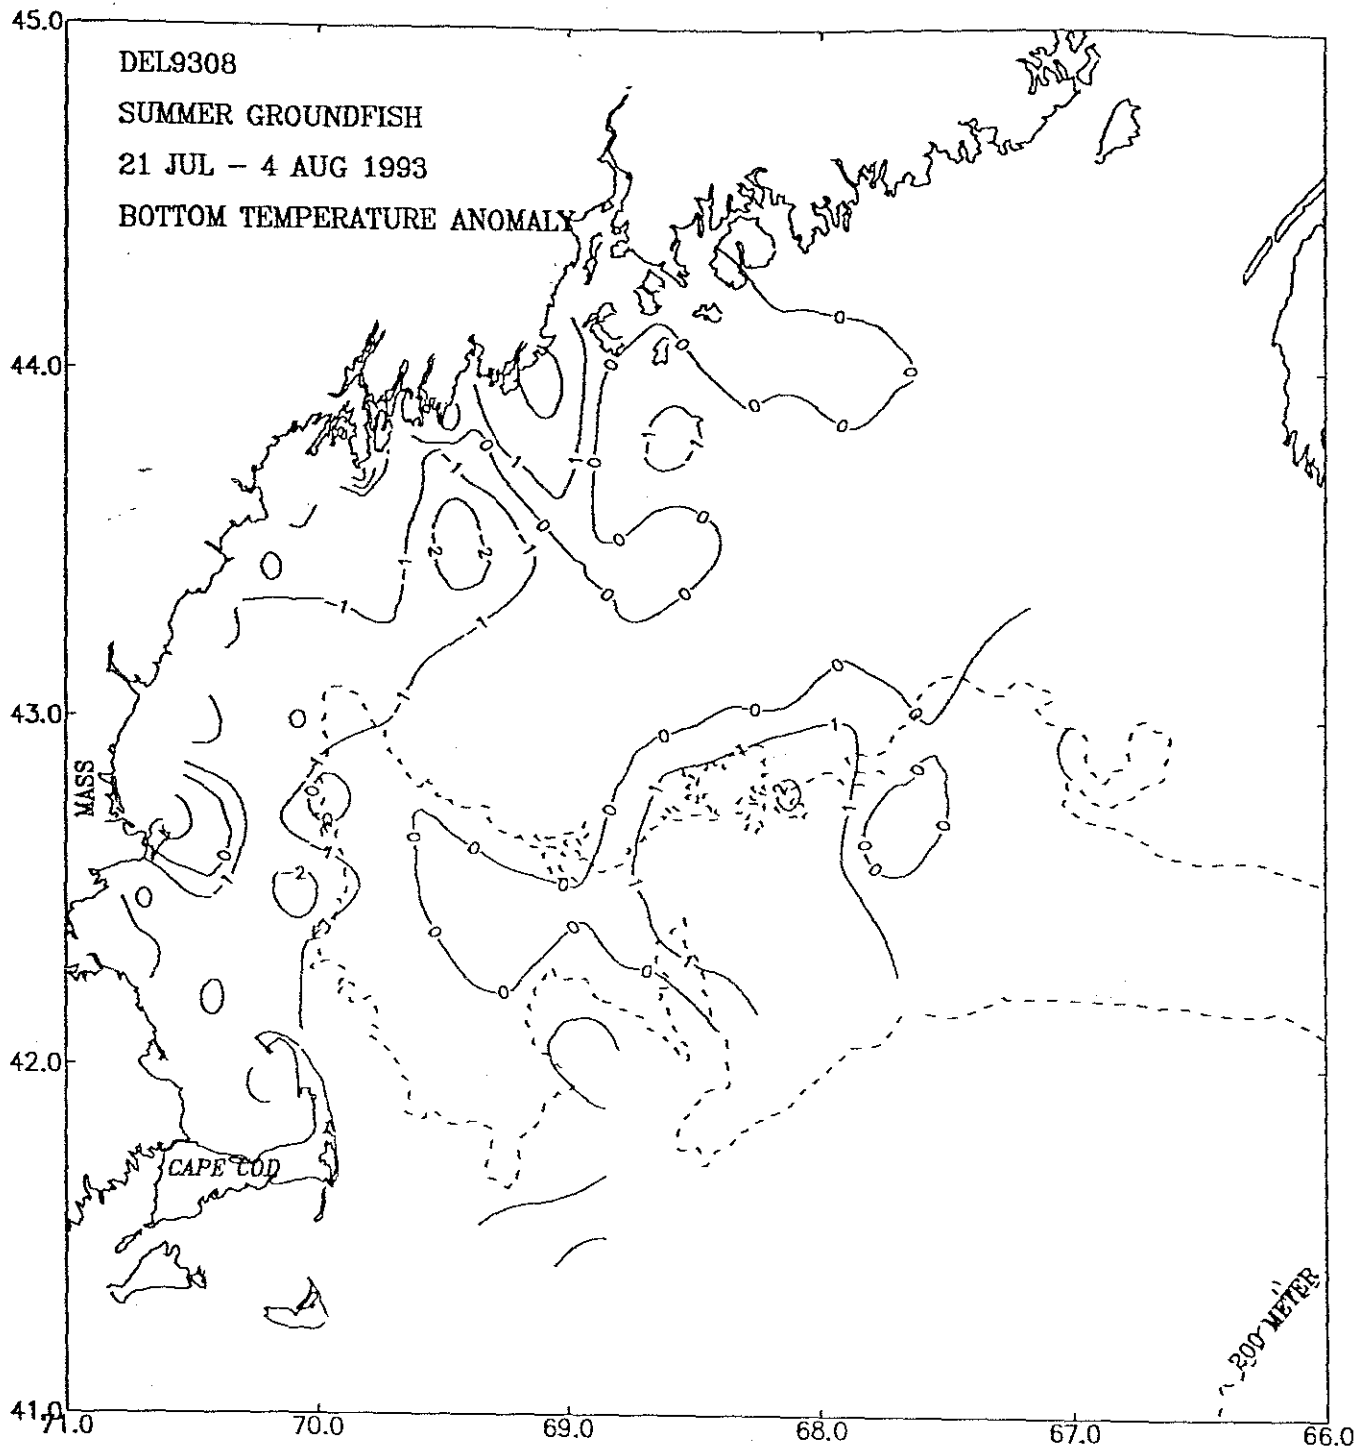 45.0
DEL9308
SUMMER GROUNDFISH
21 JUL - 4 AUG 1993
BOTTOM TEMPERATURE ANOMALY
44.0
43.0
MASS
42.0
CAPE COD
200 METER
41.0
71.0 70.0 69.0 68.0 67.0 66.0